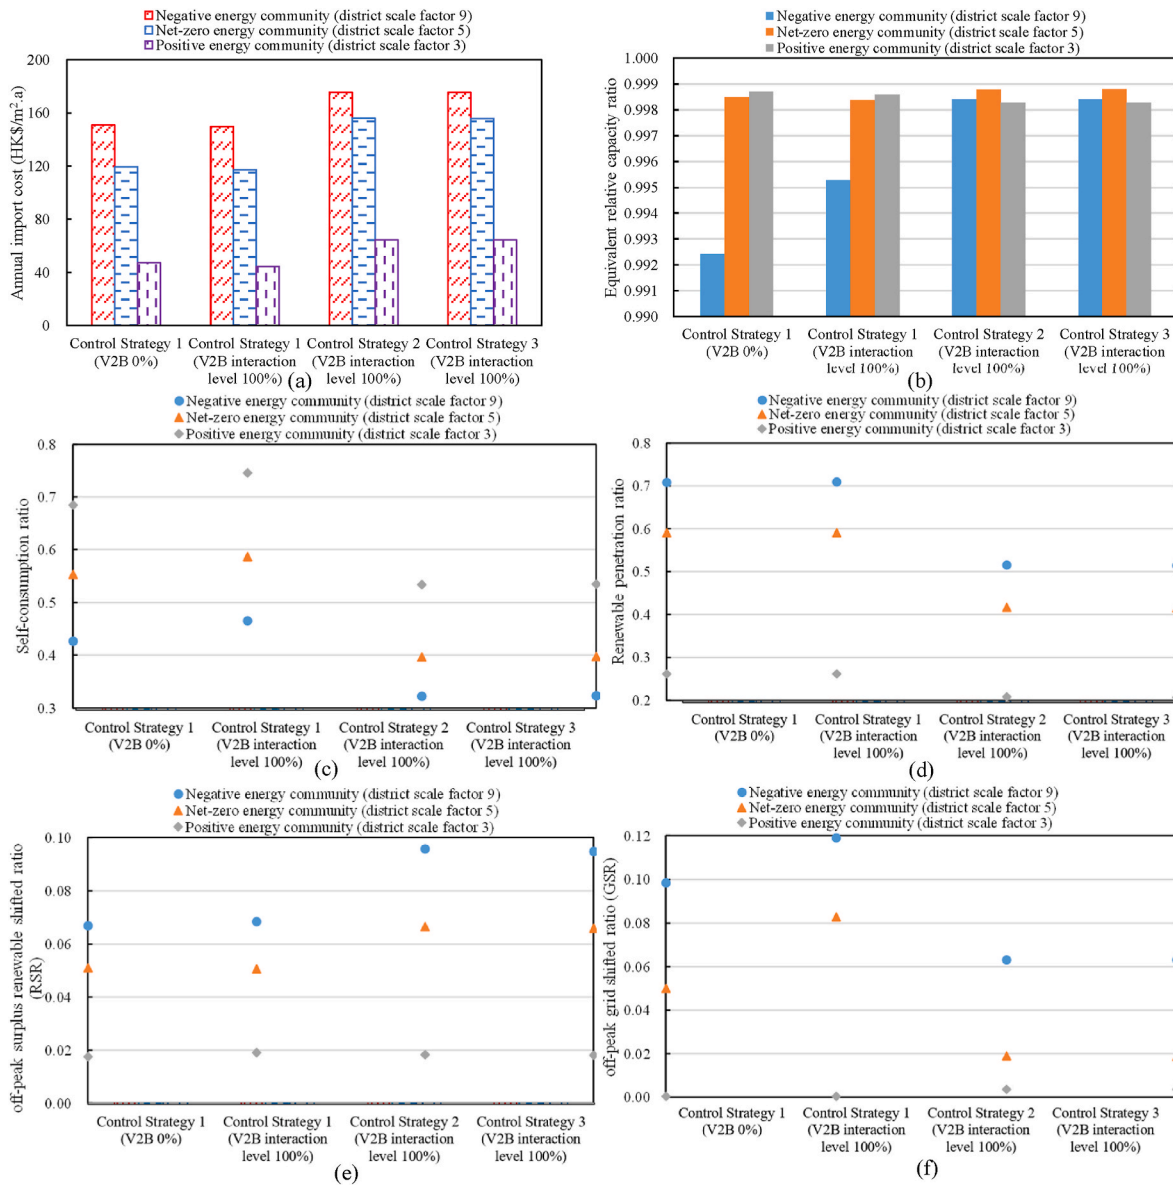 Negative energy community (district scale factor 9)
Net-zero energy community (district scale factor 5)
Positive energy community (district scale factor 3)
Annual import cost (HK$/m².a)
200
160
120
80
40
0
Control Strategy 1
(V2B 0%)
Control Strategy 1
(V2B interaction
level 100%)
Control Strategy 2
(V2B interaction
level 100%)
Control Strategy 3
(V2B interaction
level 100%)
(a)
Negative energy community (district scale factor 9)
Net-zero energy community (district scale factor 5)
Positive energy community (district scale factor 3)
Equivalent relative capacity ratio
1.000
0.999
0.998
0.997
0.996
0.995
0.994
0.993
0.992
0.991
0.990
Control Strategy 1
(V2B 0%)
Control Strategy 1
(V2B interaction
level 100%)
Control Strategy 2
(V2B interaction
level 100%)
Control Strategy 3
(V2B interaction
level 100%)
(b)
Negative energy community (district scale factor 9)
Net-zero energy community (district scale factor 5)
Positive energy community (district scale factor 3)
Self-consumption ratio
0.8
0.7
0.6
0.5
0.4
0.3
Control Strategy 1
(V2B 0%)
Control Strategy 1
(V2B interaction
level 100%)
Control Strategy 2
(V2B interaction
level 100%)
Control Strategy 3
(V2B interaction
level 100%)
(c)
Negative energy community (district scale factor 9)
Net-zero energy community (district scale factor 5)
Positive energy community (district scale factor 3)
Renewable penetration ratio
0.8
0.7
0.6
0.5
0.4
0.3
0.2
Control Strategy 1
(V2B 0%)
Control Strategy 1
(V2B interaction
level 100%)
Control Strategy 2
(V2B interaction
level 100%)
Control Strategy 3
(V2B interaction
level 100%)
(d)
Negative energy community (district scale factor 9)
Net-zero energy community (district scale factor 5)
Positive energy community (district scale factor 3)
off-peak surplus renewable shifted ratio
(RSR)
0.10
0.08
0.06
0.04
0.02
0.00
Control Strategy 1
(V2B 0%)
Control Strategy 1
(V2B interaction
level 100%)
Control Strategy 2
(V2B interaction
level 100%)
Control Strategy 3
(V2B interaction
level 100%)
(e)
Negative energy community (district scale factor 9)
Net-zero energy community (district scale factor 5)
Positive energy community (district scale factor 3)
off-peak grid shifted ratio (GSR)
0.12
0.10
0.08
0.06
0.04
0.02
0.00
Control Strategy 1
(V2B 0%)
Control Strategy 1
(V2B interaction
level 100%)
Control Strategy 2
(V2B interaction
level 100%)
Control Strategy 3
(V2B interaction
level 100%)
(f)